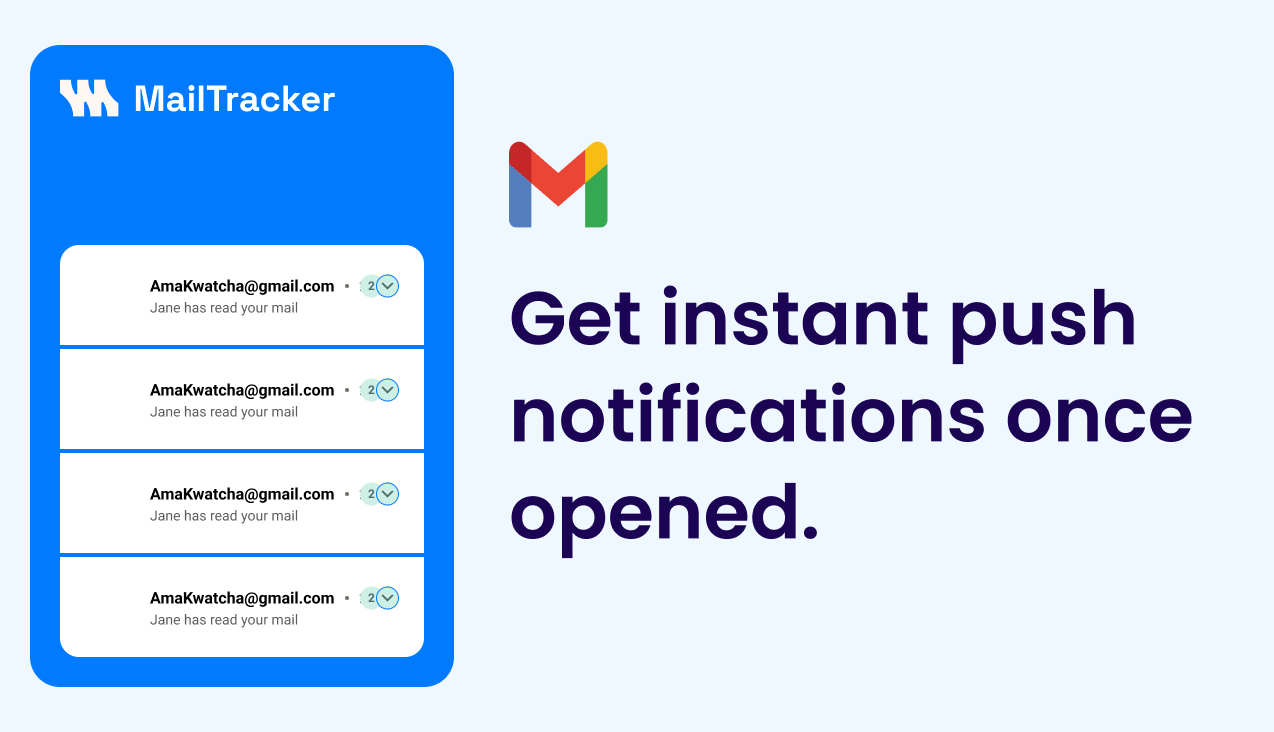 MailTracker
AmaKwatcha@gmail.com • 2
Jane has read your mail
AmaKwatcha@gmail.com • 2
Jane has read your mail
AmaKwatcha@gmail.com • 2
Jane has read your mail
AmaKwatcha@gmail.com • 2
Jane has read your mail
Get instant push
notifications once
opened.